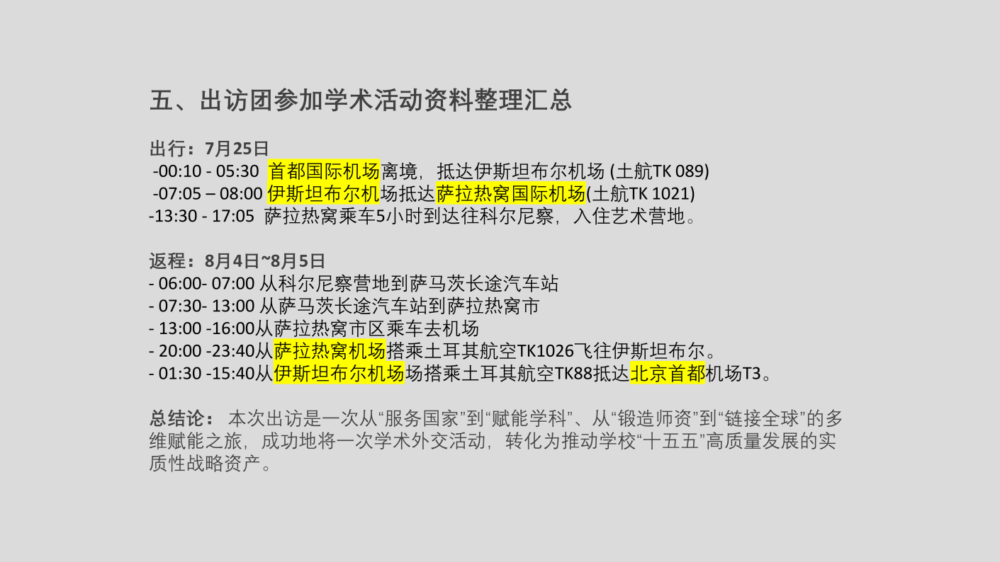 五、出访团参加学术活动资料整理汇总
出行：7月25日
-00:10 - 05:30 首都国际机场离境，抵达伊斯坦布尔机场 (土航TK 089)
-07:05 – 08:00 伊斯坦布尔机场抵达萨拉热窝国际机场(土航TK 1021)
-13:30 - 17:05 萨拉热窝乘车5小时到达往科尔尼察，入住艺术营地。
返程：8月4日~8月5日
- 06:00- 07:00 从科尔尼察营地到萨马茨长途汽车站
- 07:30- 13:00 从萨马茨长途汽车站到萨拉热窝市
- 13:00 -16:00从萨拉热窝市区乘车去机场
- 20:00 -23:40从萨拉热窝机场搭乘土耳其航空TK1026飞往伊斯坦布尔。
- 01:30 -15:40从伊斯坦布尔机场场搭乘土耳其航空TK88抵达北京首都机场T3。
总结论： 本次出访是一次从“服务国家”到“赋能学科”、从“锻造师资”到“链接全球”的多
维赋能之旅，成功地将一次学术外交活动，转化为推动学校“十五五”高质量发展的实
质性战略资产。